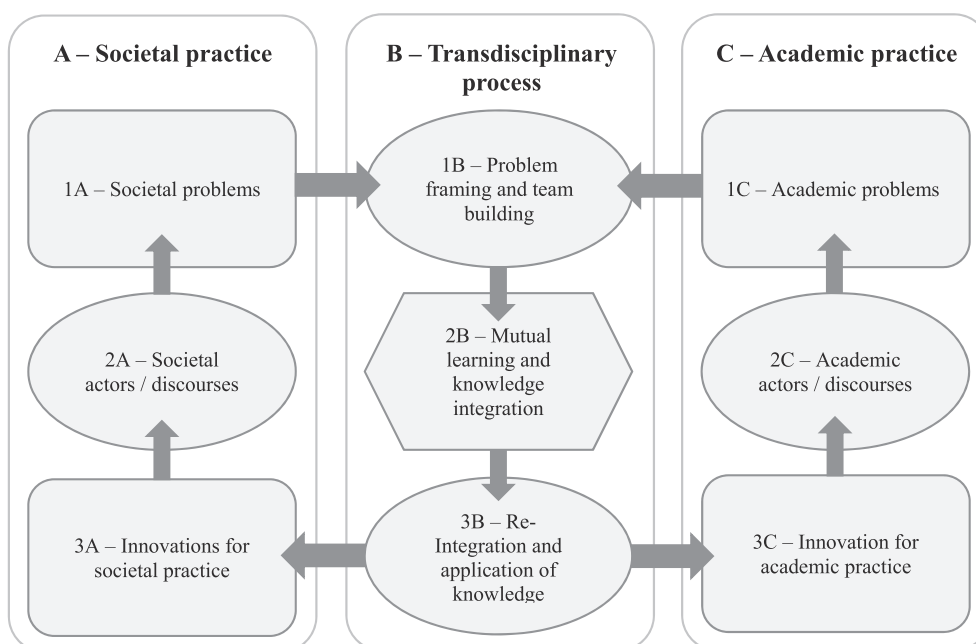 A – Societal practice
B – Transdisciplinary
process
C – Academic practice
1A – Societal problems
1B – Problem
framing and team
building
1C – Academic problems
2A – Societal
actors / discourses
2B – Mutual
learning and
knowledge
integration
2C – Academic
actors / discourses
3A – Innovations for
societal practice
3B – Re-
Integration and
application of
knowledge
3C – Innovation for
academic practice